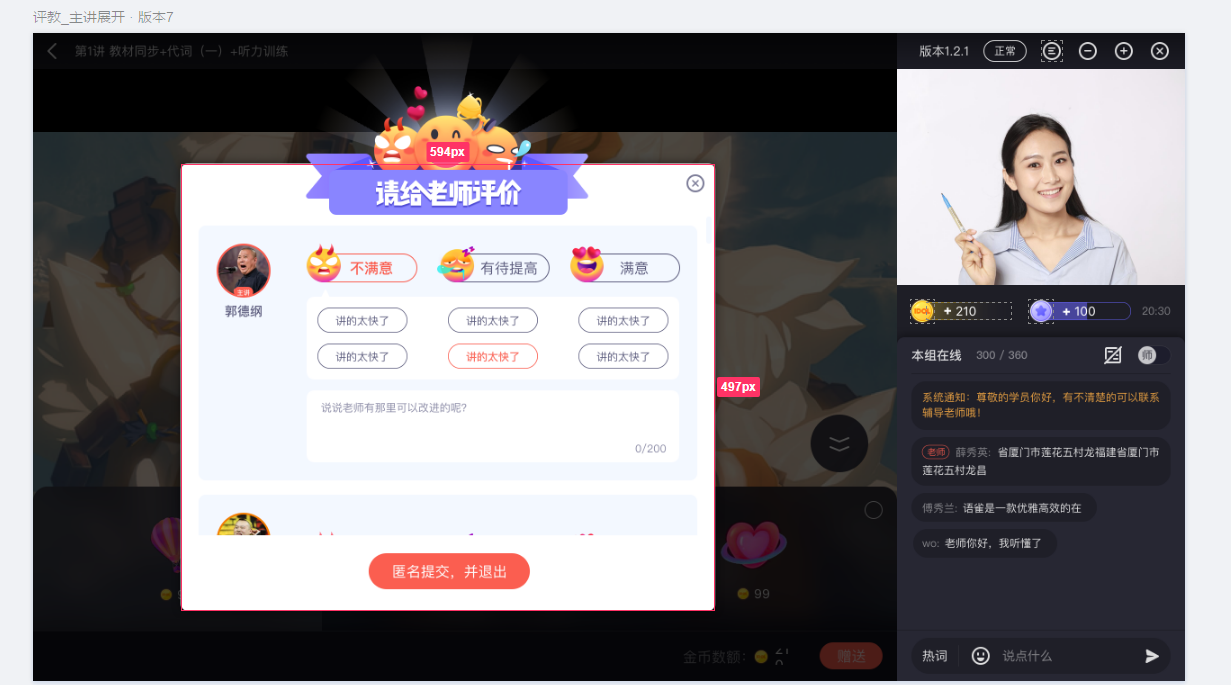 评教_主讲展开 · 版本7
第1讲 教材同步+代词（一）+听力训练
版本1.2.1
正常
594px
请给老师评价
主讲
郭德纲
不满意
有待提高
满意
讲的太快了
讲的太快了
讲的太快了
讲的太快了
讲的太快了
讲的太快了
497px
说说老师有那里可以改进的呢?
0/200
匿名提交，并退出
99
金币数额:
赠送
IDOL
+ 210
+ 100
20:30
本组在线 300 / 360
师
系统通知: 尊敬的学员你好，有不清楚的可以联系
辅导老师哦!
老师 薛秀英: 省厦门市莲花五村龙福建省厦门市
莲花五村龙昌
傅秀兰: 语雀是一款优雅高效的在
wo: 老师你好，我听懂了
热词
说点什么